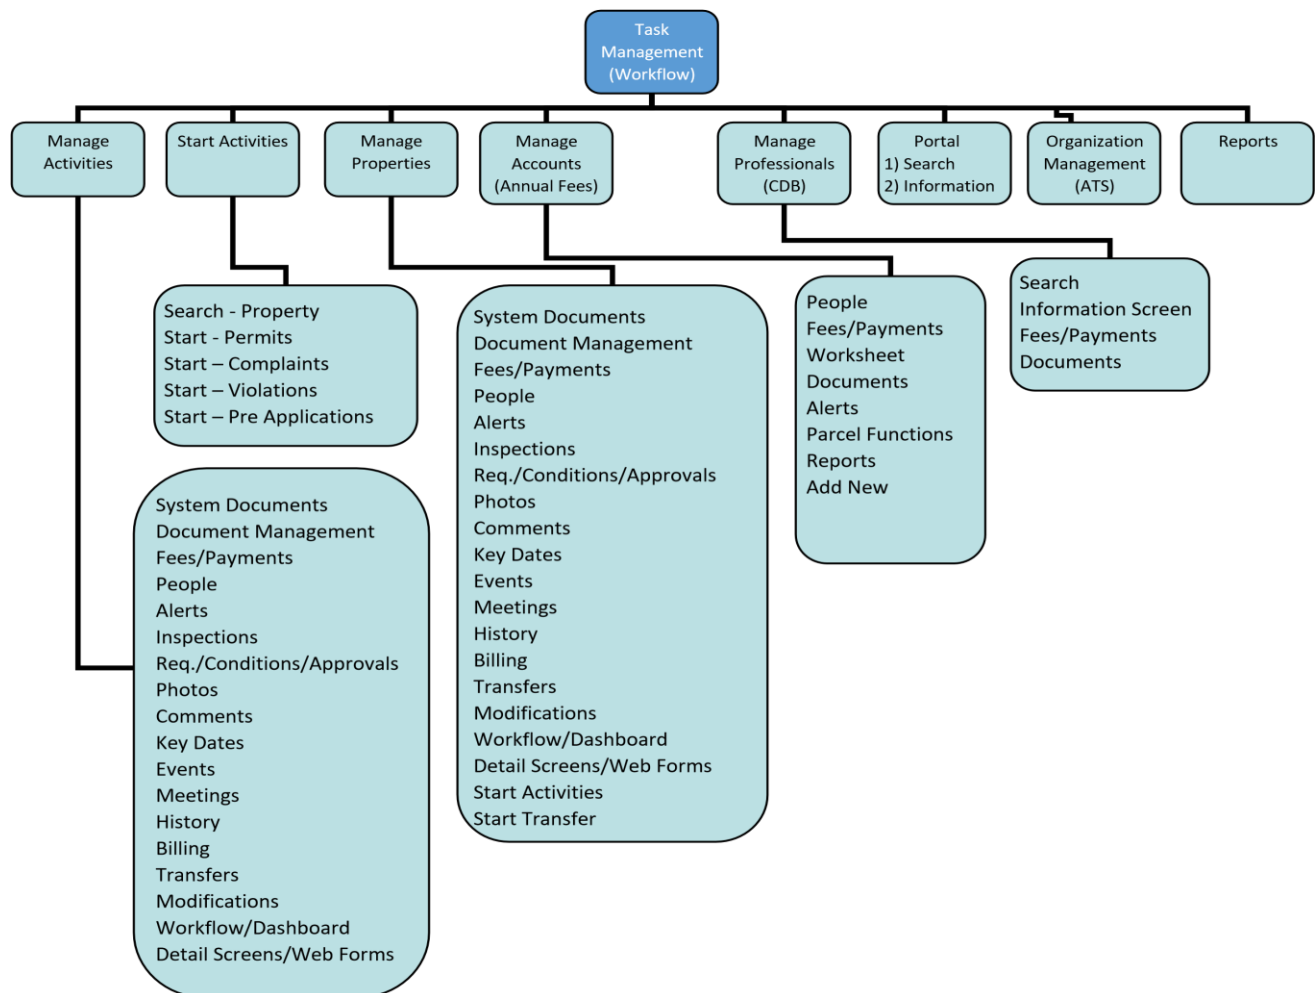 Task
Management
(Workflow)
Manage
Activities
Start Activities
Manage
Properties
Manage
Accounts
(Annual Fees)
Manage
Professionals
(CDB)
Portal
1) Search
2) Information
Organization
Management
(ATS)
Reports
Search - Property
Start - Permits
Start – Complaints
Start – Violations
Start – Pre Applications
System Documents
Document Management
Fees/Payments
People
Alerts
Inspections
Req./Conditions/Approvals
Photos
Comments
Key Dates
Events
Meetings
History
Billing
Transfers
Modifications
Workflow/Dashboard
Detail Screens/Web Forms
Start Activities
Start Transfer
People
Fees/Payments
Worksheet
Documents
Alerts
Parcel Functions
Reports
Add New
Search
Information Screen
Fees/Payments
Documents
System Documents
Document Management
Fees/Payments
People
Alerts
Inspections
Req./Conditions/Approvals
Photos
Comments
Key Dates
Events
Meetings
History
Billing
Transfers
Modifications
Workflow/Dashboard
Detail Screens/Web Forms